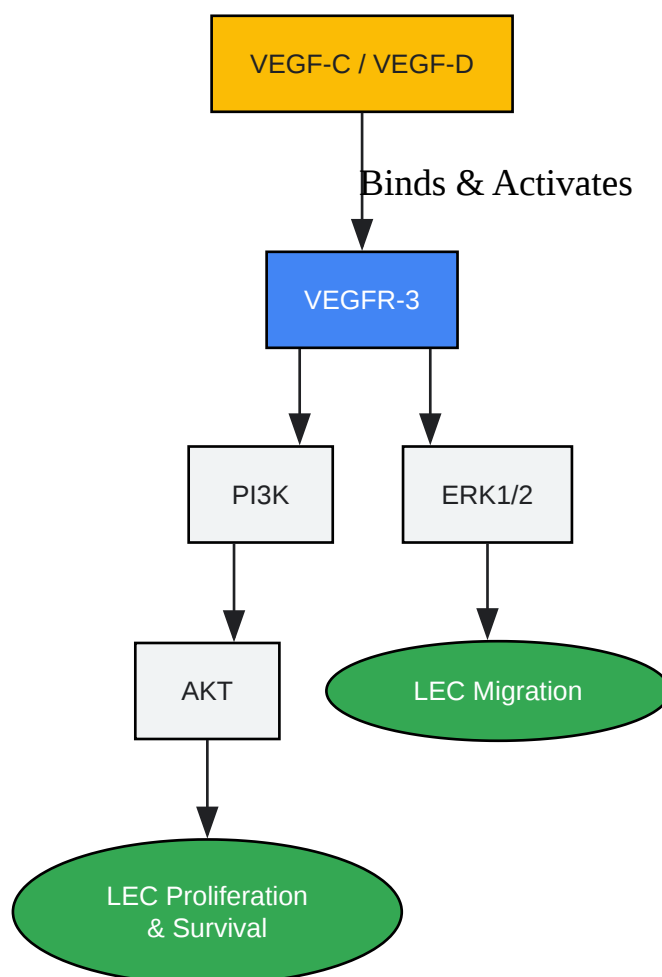 VEGF-C / VEGF-D
Binds & Activates
VEGFR-3
PI3K
ERK1/2
AKT
LEC Migration
LEC Proliferation
& Survival